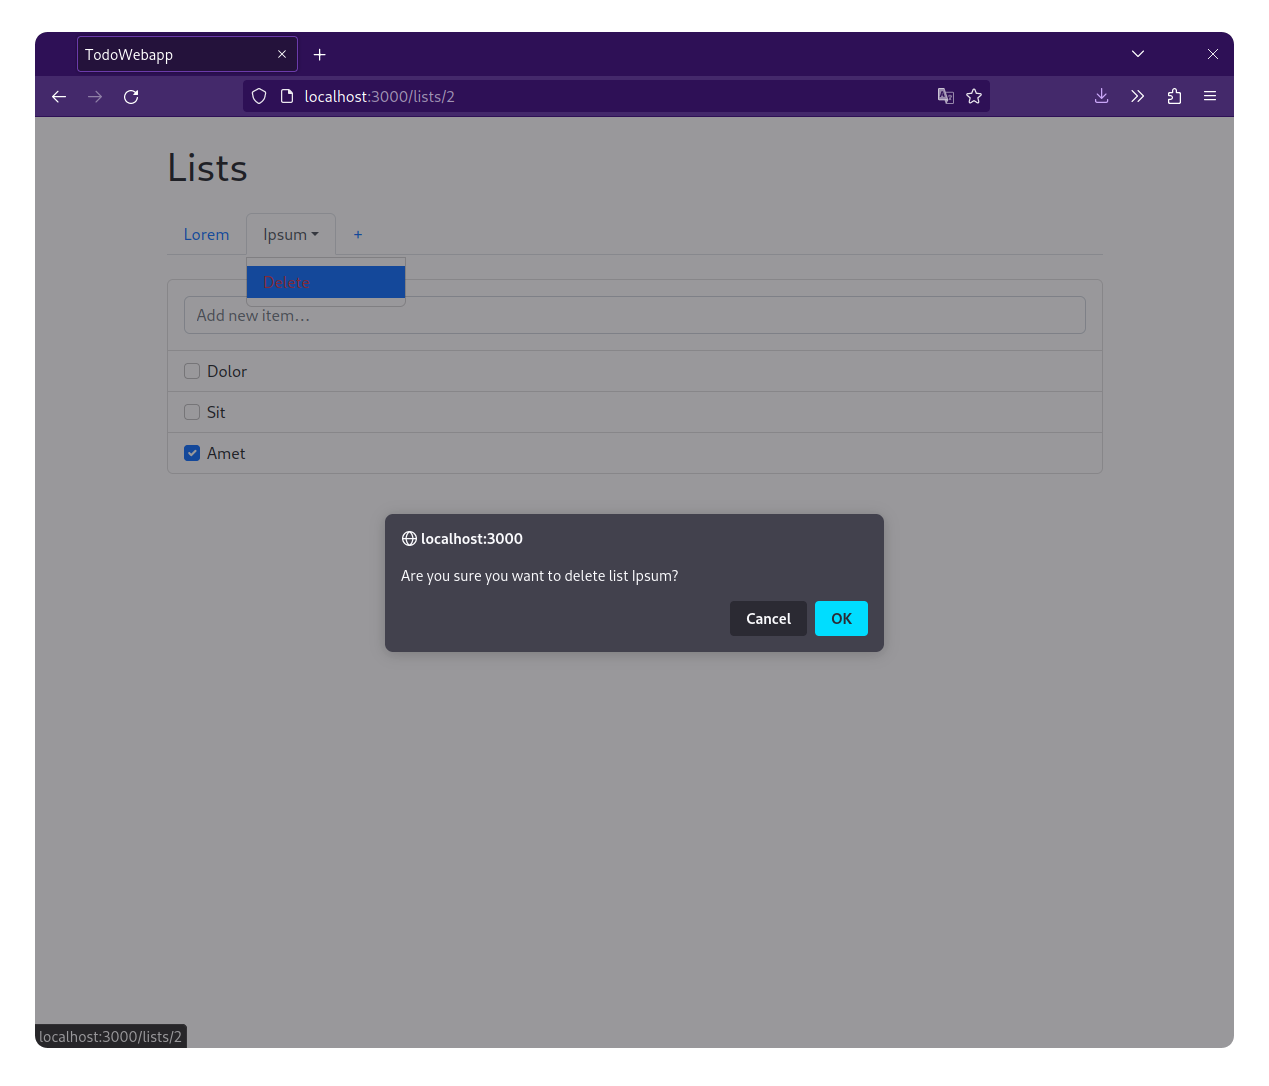 TodoWebapp
localhost:3000/lists/2
Lists
Lorem Ipsum +
Delete
Add new item...
Dolor
Sit
Amet
localhost:3000
Are you sure you want to delete list Ipsum?
Cancel OK
localhost:3000/lists/2